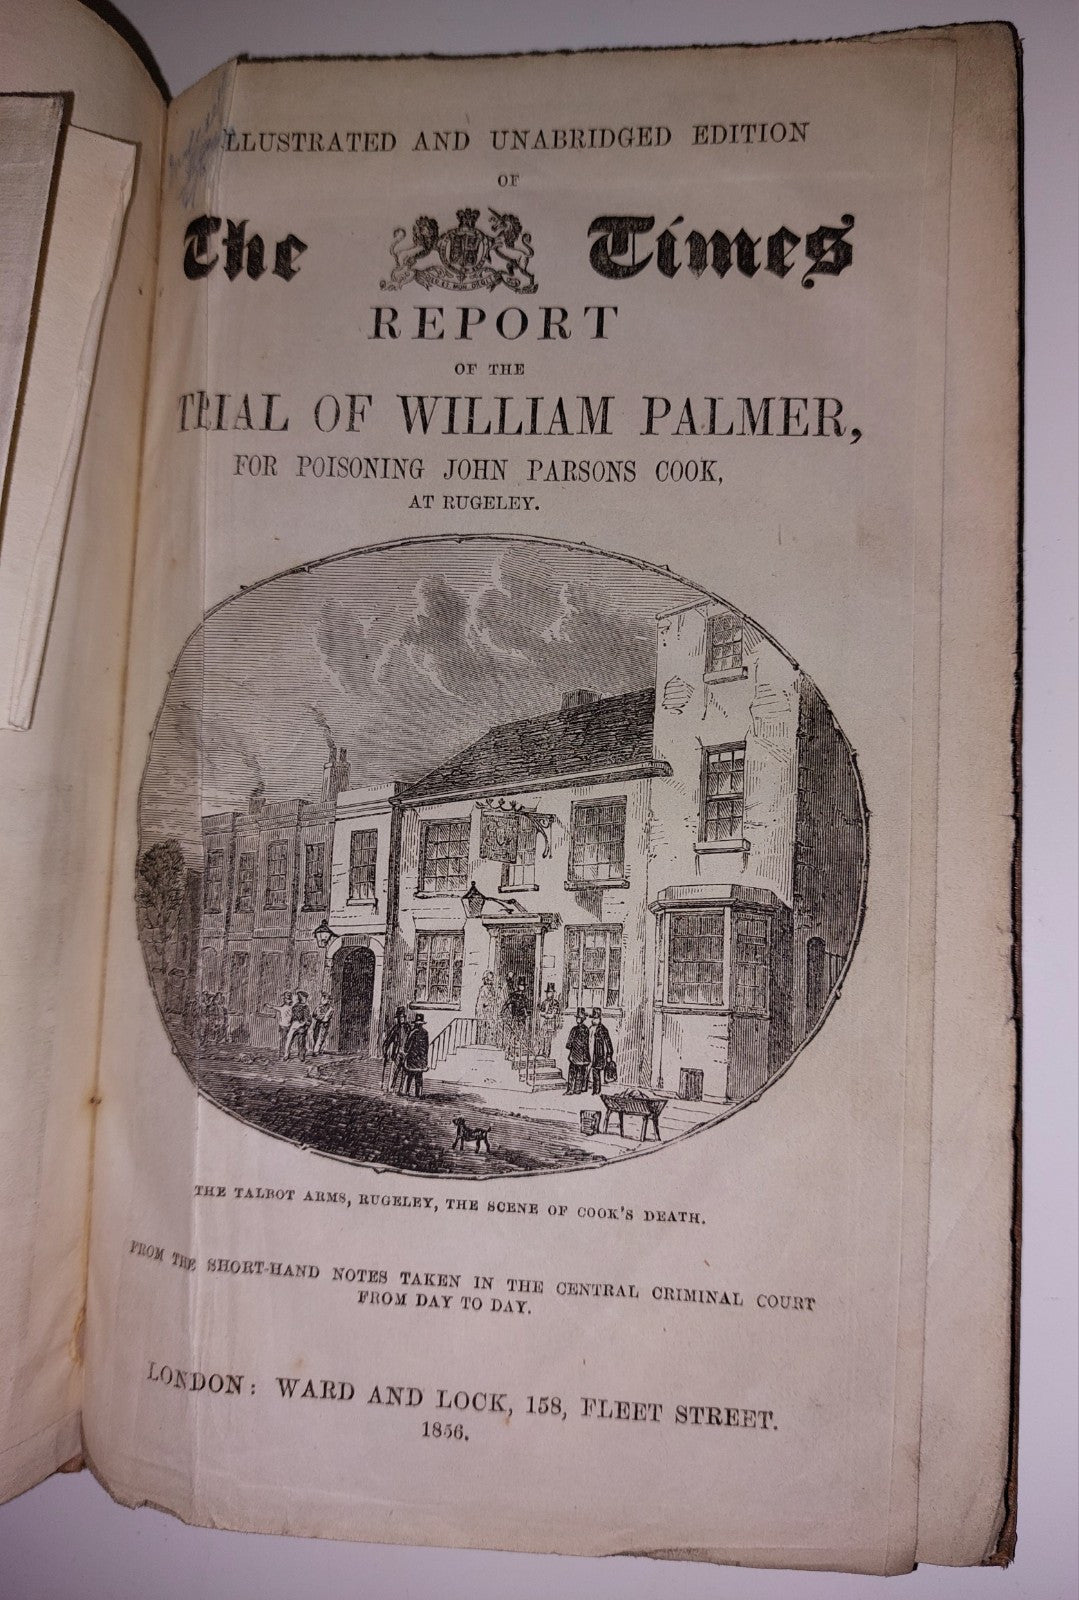 ILLUSTRATED AND UNABRIDGED EDITION
OF
The Times
REPORT
OF THE
TRIAL OF WILLIAM PALMER,
FOR POISONING JOHN PARSONS COOK,
AT RUGELEY.
THE TALBOT ARMS, RUGELEY, THE SCENE OF COOK'S DEATH.
FROM THE SHORT-HAND NOTES TAKEN IN THE CENTRAL CRIMINAL COURT
FROM DAY TO DAY.
LONDON: WARD AND LOCK, 158, FLEET STREET.
1856.